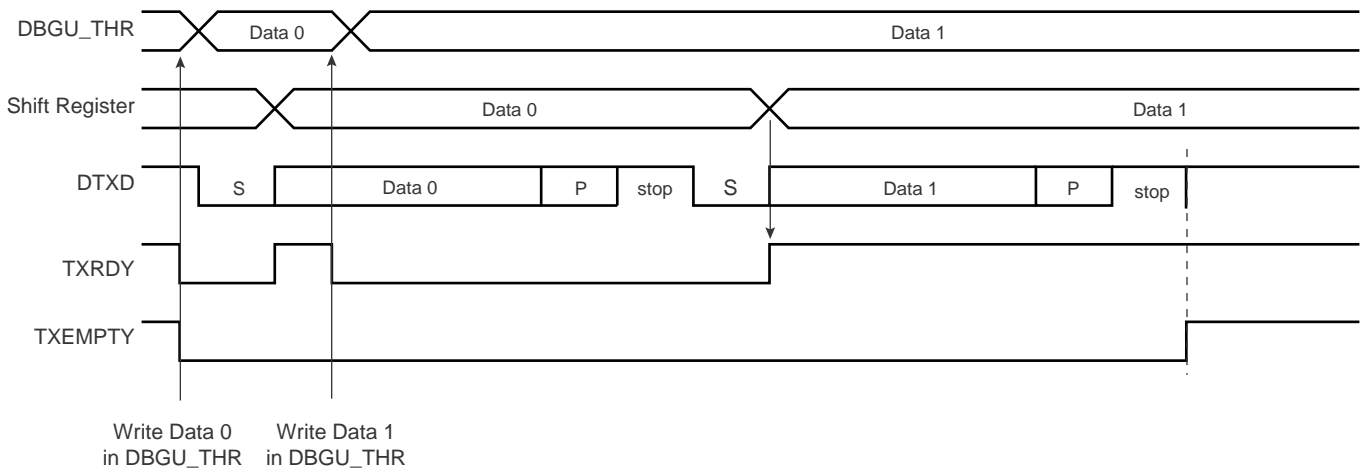 DBGU_THR
Data 0
Data 1
Shift Register
Data 0
Data 1
DTXD
S
Data 0
P
stop
S
Data 1
P
stop
TXRDY
TXEMPTY
Write Data 0
in DBGU_THR
Write Data 1
in DBGU_THR